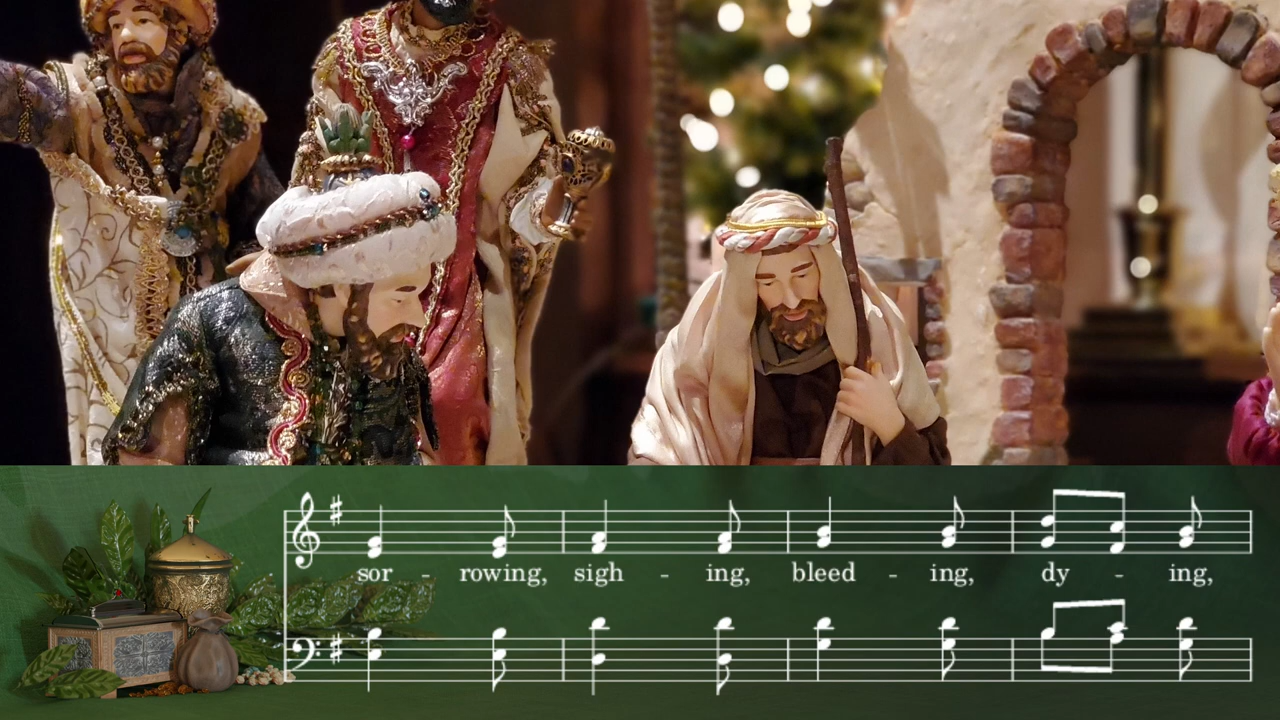 sor - rowing, sigh - ing, bleed - ing, dy - ing,